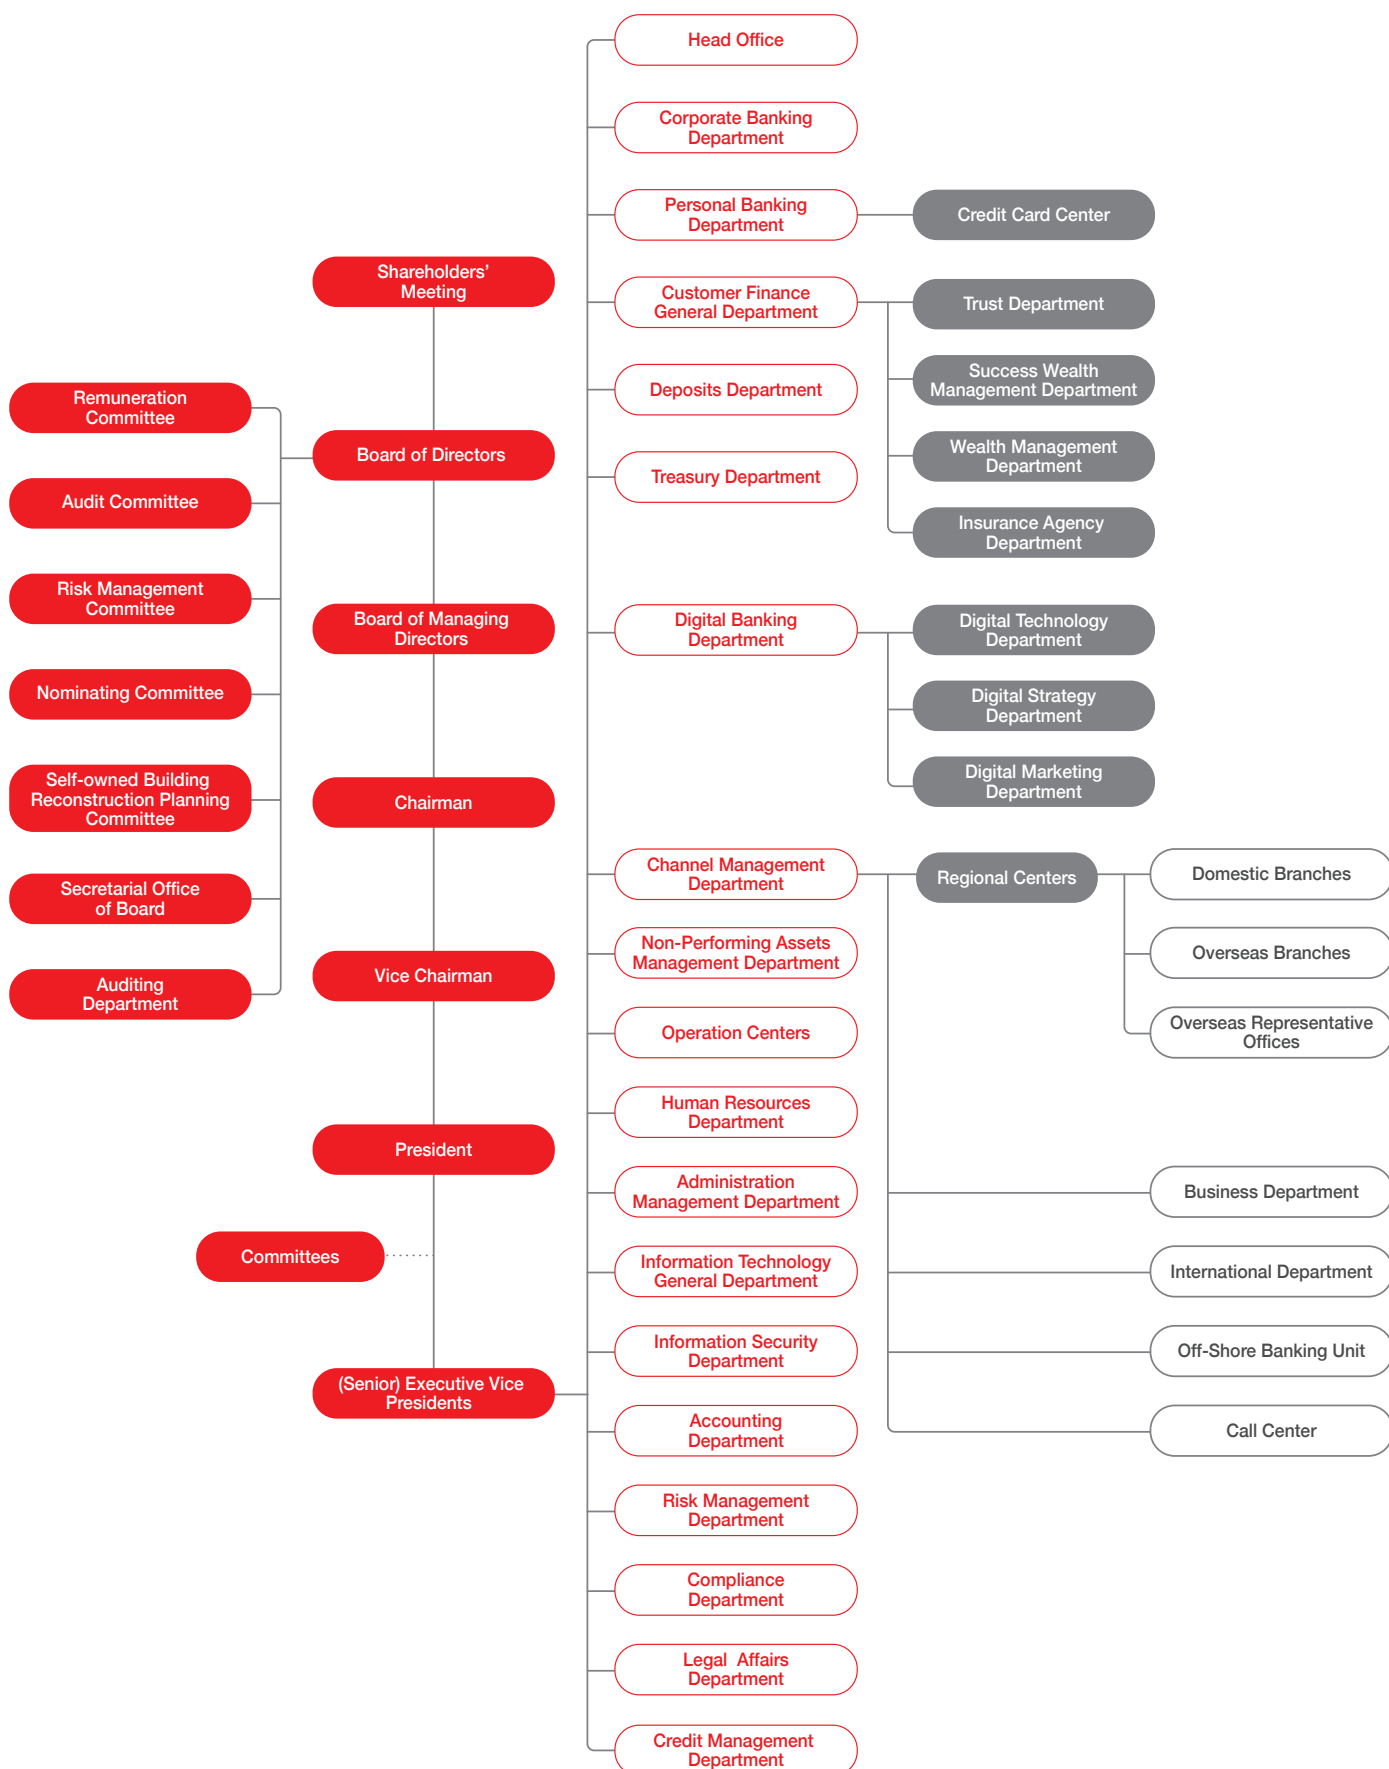 Shareholders'
Meeting
Board of Directors
Board of Managing
Directors
Chairman
Vice Chairman
President
Committees
(Senior) Executive Vice
Presidents
Remuneration
Committee
Audit Committee
Risk Management
Committee
Nominating Committee
Self-owned Building
Reconstruction Planning
Committee
Secretarial Office
of Board
Auditing
Department
Head Office
Corporate Banking
Department
Personal Banking
Department
Credit Card Center
Customer Finance
General Department
Trust Department
Success Wealth
Management Department
Wealth Management
Department
Insurance Agency
Department
Deposits Department
Treasury Department
Digital Banking
Department
Digital Technology
Department
Digital Strategy
Department
Digital Marketing
Department
Channel Management
Department
Regional Centers
Domestic Branches
Overseas Branches
Overseas Representative
Offices
Business Department
International Department
Off-Shore Banking Unit
Call Center
Non-Performing Assets
Management Department
Operation Centers
Human Resources
Department
Administration
Management Department
Information Technology
General Department
Information Security
Department
Accounting
Department
Risk Management
Department
Compliance
Department
Legal Affairs
Department
Credit Management
Department